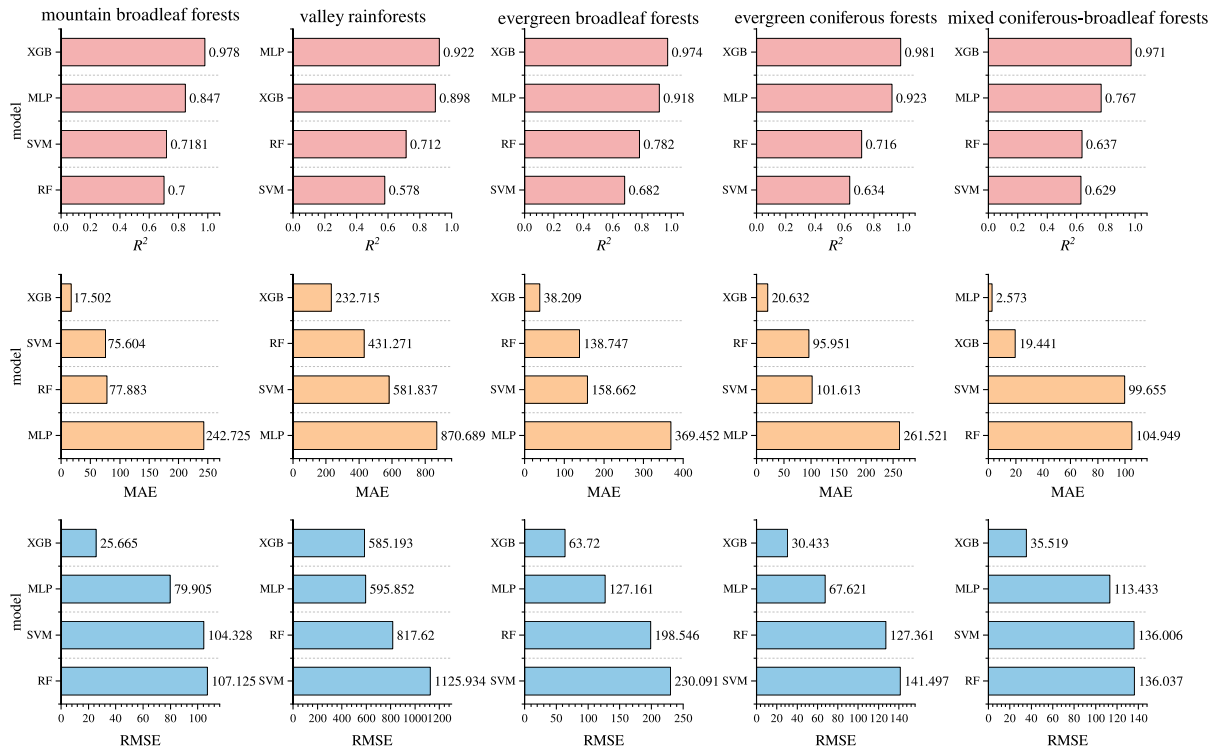 mountain broadleaf forests
valley rainforests
evergreen broadleaf forests
evergreen coniferous forests
mixed coniferous-broadleaf forests
model
XGB 0.978
MLP 0.847
SVM 0.7181
RF 0.7
0.0 0.2 0.4 0.6 0.8 1.0
R²
MLP 0.922
XGB 0.898
RF 0.712
SVM 0.578
0.0 0.2 0.4 0.6 0.8 1.0
R²
XGB 0.974
MLP 0.918
RF 0.782
SVM 0.682
0.0 0.2 0.4 0.6 0.8 1.0
R²
XGB 0.981
MLP 0.923
RF 0.716
SVM 0.634
0.0 0.2 0.4 0.6 0.8 1.0
R²
XGB 0.971
MLP 0.767
RF 0.637
SVM 0.629
0.0 0.2 0.4 0.6 0.8 1.0
R²
model
XGB 17.502
SVM 75.604
RF 77.883
MLP 242.725
0 50 100 150 200 250
MAE
XGB 232.715
RF 431.271
SVM 581.837
MLP 870.689
0 200 400 600 800
MAE
XGB 38.209
RF 138.747
SVM 158.662
MLP 369.452
0 100 200 300 400
MAE
XGB 20.632
RF 95.951
SVM 101.613
MLP 261.521
0 50 100 150 200 250
MAE
MLP 2.573
XGB 19.441
SVM 99.655
RF 104.949
0 20 40 60 80 100
MAE
model
XGB 25.665
MLP 79.905
SVM 104.328
RF 107.125
0 20 40 60 80 100
RMSE
XGB 585.193
MLP 595.852
RF 817.62
SVM 1125.934
0 200 400 600 800 1000 1200
RMSE
XGB 63.72
MLP 127.161
RF 198.546
SVM 230.091
0 50 100 150 200 250
RMSE
XGB 30.433
MLP 67.621
RF 127.361
SVM 141.497
0 20 40 60 80 100 120 140
RMSE
XGB 35.519
MLP 113.433
SVM 136.006
RF 136.037
0 20 40 60 80 100 120 140
RMSE